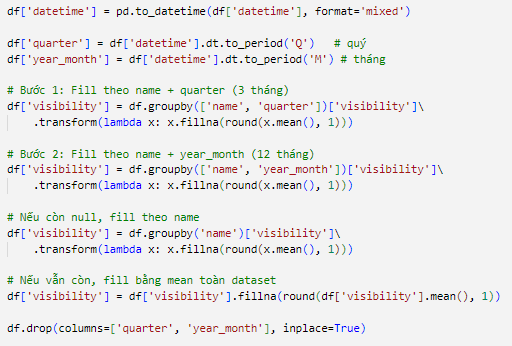 df['datetime'] = pd.to_datetime(df['datetime'], format='mixed')
df['quarter'] = df['datetime'].dt.to_period('Q')   # quý
df['year_month'] = df['datetime'].dt.to_period('M') # tháng
# Bước 1: Fill theo name + quarter (3 tháng)
df['visibility'] = df.groupby(['name', 'quarter'])['visibility']\
    .transform(lambda x: x.fillna(round(x.mean(), 1)))
# Bước 2: Fill theo name + year_month (12 tháng)
df['visibility'] = df.groupby(['name', 'year_month'])['visibility']\
    .transform(lambda x: x.fillna(round(x.mean(), 1)))
# Nếu còn null, fill theo name
df['visibility'] = df.groupby('name')['visibility']\
    .transform(lambda x: x.fillna(round(x.mean(), 1)))
# Nếu vẫn còn, fill bằng mean toàn dataset
df['visibility'] = df['visibility'].fillna(round(df['visibility'].mean(), 1))
df.drop(columns=['quarter', 'year_month'], inplace=True)